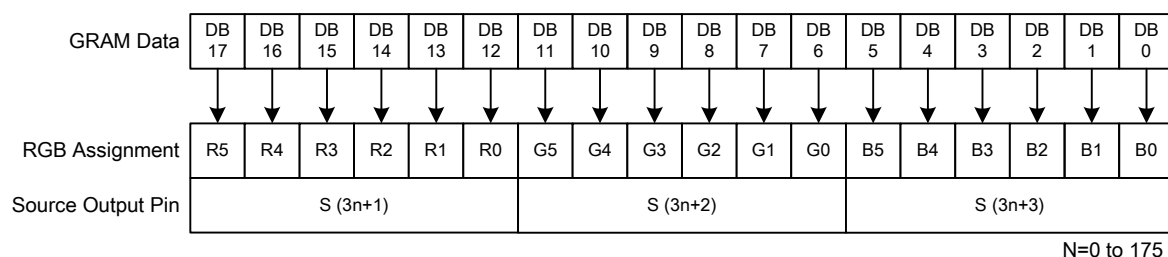 GRAM Data DB 17 DB 16 DB 15 DB 14 DB 13 DB 12 DB 11 DB 10 DB 9 DB 8 DB 7 DB 6 DB 5 DB 4 DB 3 DB 2 DB 1 DB 0
RGB Assignment R5 R4 R3 R2 R1 R0 G5 G4 G3 G2 G1 G0 B5 B4 B3 B2 B1 B0
Source Output Pin S (3n+1) S (3n+2) S (3n+3)
N=0 to 175